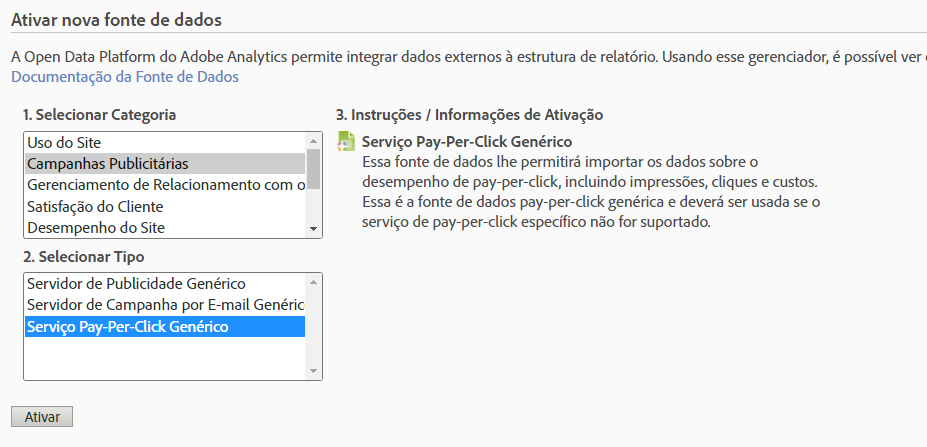 Ativar nova fonte de dados
A Open Data Platform do Adobe Analytics permite integrar dados externos à estrutura de relatório. Usando esse gerenciador, é possível ver
Documentação da Fonte de Dados
1. Selecionar Categoria
Uso do Site
Campanhas Publicitárias
Gerenciamento de Relacionamento com o
Satisfação do Cliente
Desempenho do Site
2. Selecionar Tipo
Servidor de Publicidade Genérico
Servidor de Campanha por E-mail Genéric
Serviço Pay-Per-Click Genérico
Ativar
3. Instruções / Informações de Ativação
Serviço Pay-Per-Click Genérico
Essa fonte de dados lhe permitirá importar os dados sobre o
desempenho de pay-per-click, incluindo impressões, cliques e custos.
Essa é a fonte de dados pay-per-click genérica e deverá ser usada se o
serviço de pay-per-click específico não for suportado.